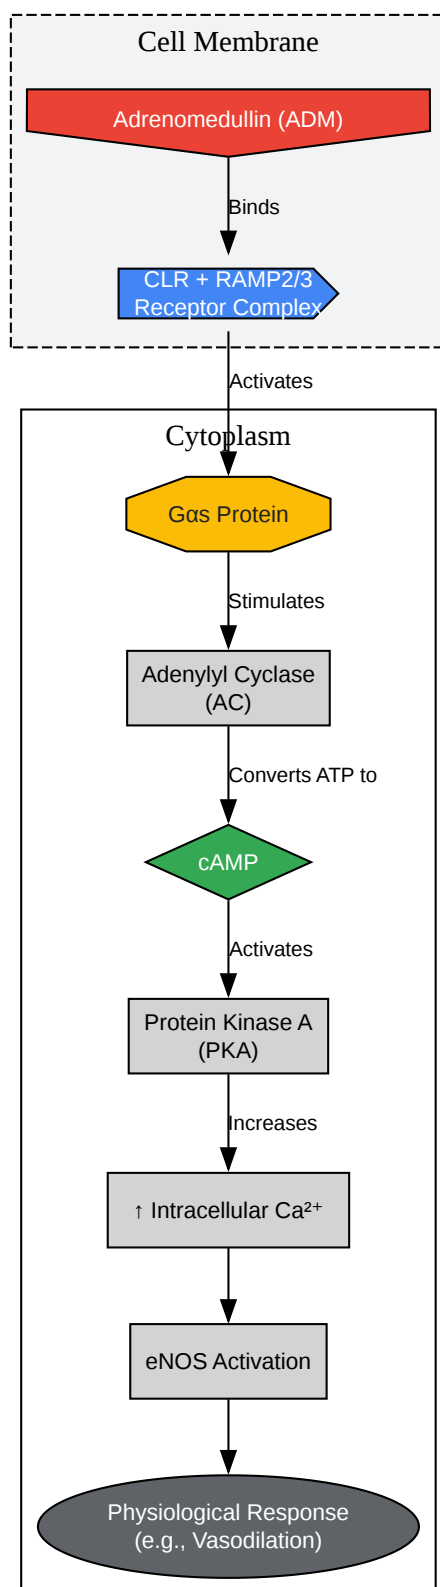 Cell Membrane
Adrenomedullin (ADM)
Binds
CLR + RAMP2/3
Receptor Complex
Activates
Cytoplasm
Gαs Protein
Stimulates
Adenylyl Cyclase
(AC)
Converts ATP to
cAMP
Activates
Protein Kinase A
(PKA)
Increases
↑ Intracellular Ca²⁺
eNOS Activation
Physiological Response
(e.g., Vasodilation)